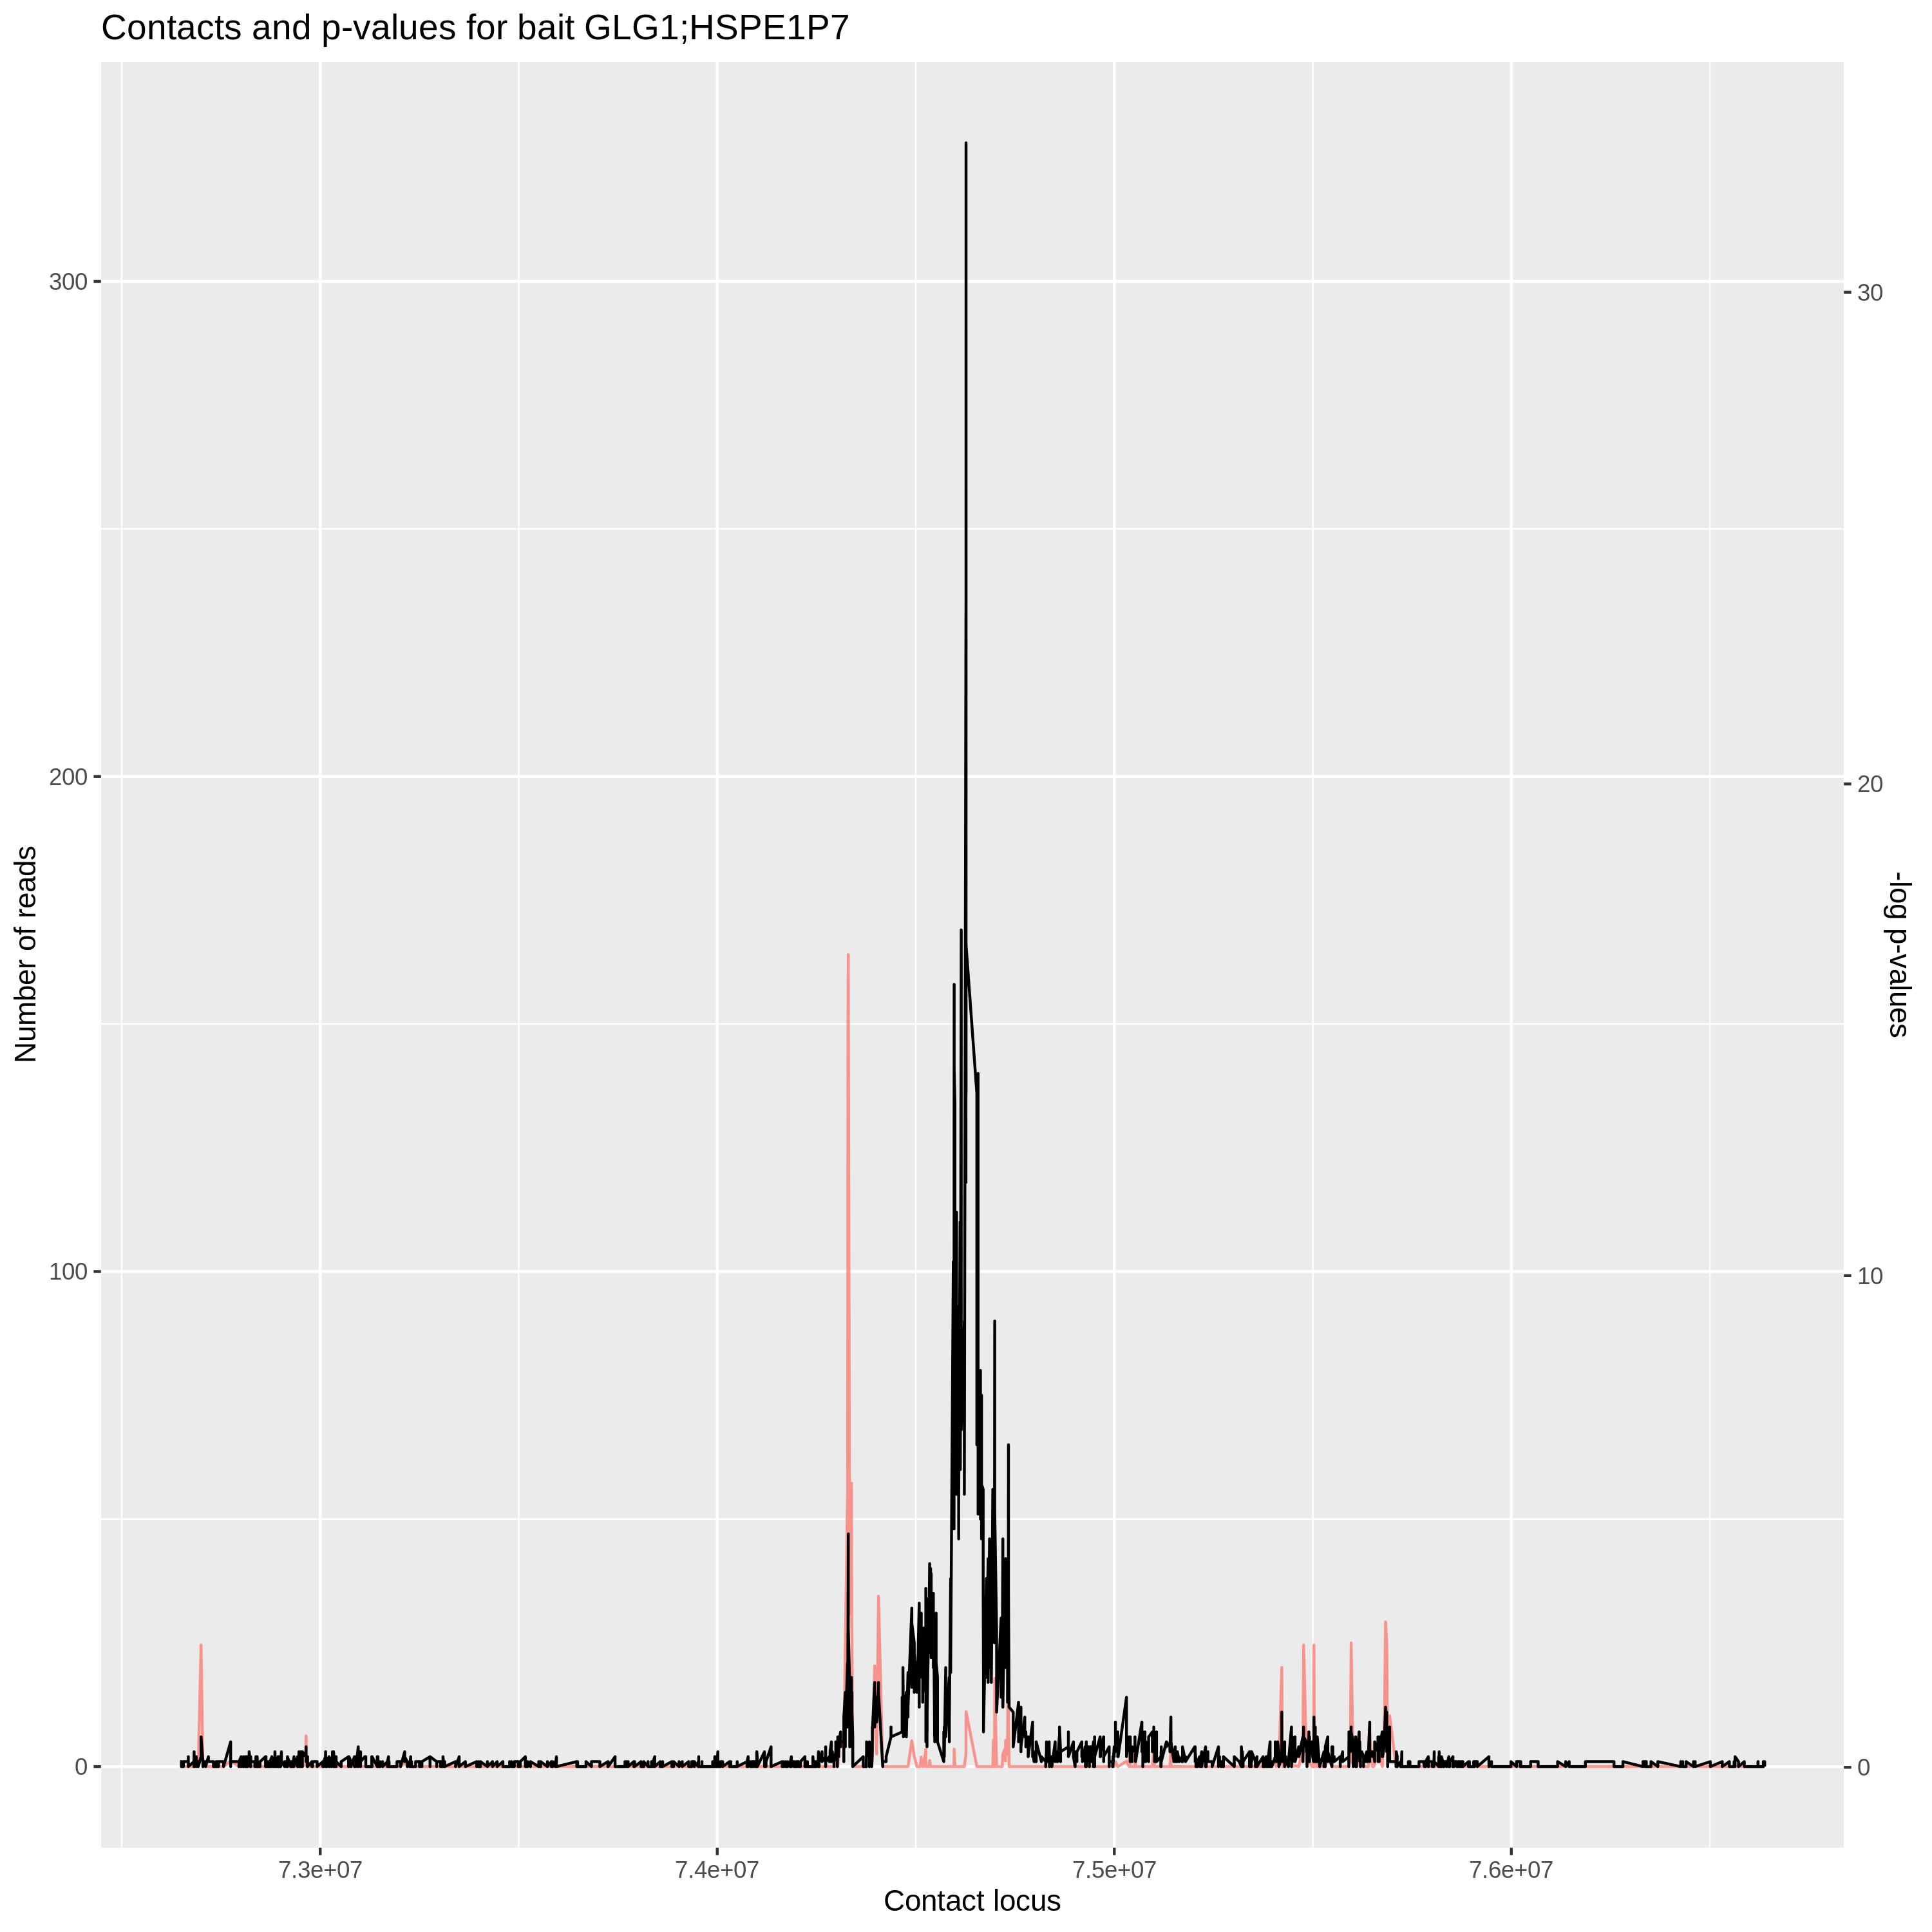 Contacts and p-values for bait GLG1;HSPE1P7
300
200
100
0
30
20
10
0
Number of reads
-log p-values
7.3e+07
7.4e+07
7.5e+07
7.6e+07
Contact locus